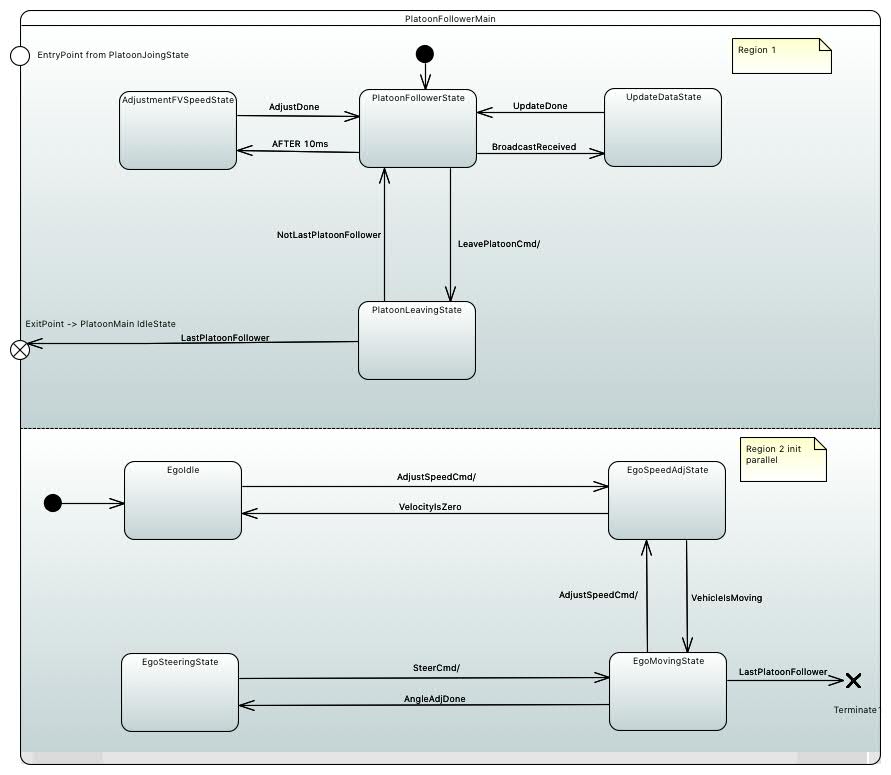 PlatoonFollowerMain
EntryPoint from PlatoonJoingState
Region 1
AdjustmentFVSpeedState
AdjustDone
PlatoonFollowerState
UpdateDone
UpdateDataState
AFTER 10ms
BroadcastReceived
NotLastPlatoonFollower
LeavePlatoonCmd/
PlatoonLeavingState
ExitPoint -> PlatoonMain IdleState
LastPlatoonFollower
Region 2 init
parallel
EgoIdle
AdjustSpeedCmd/
EgoSpeedAdjState
VelocityIsZero
AdjustSpeedCmd/
VehicleIsMoving
EgoSteeringState
SteerCmd/
EgoMovingState
LastPlatoonFollower
AngleAdjDone
Terminate